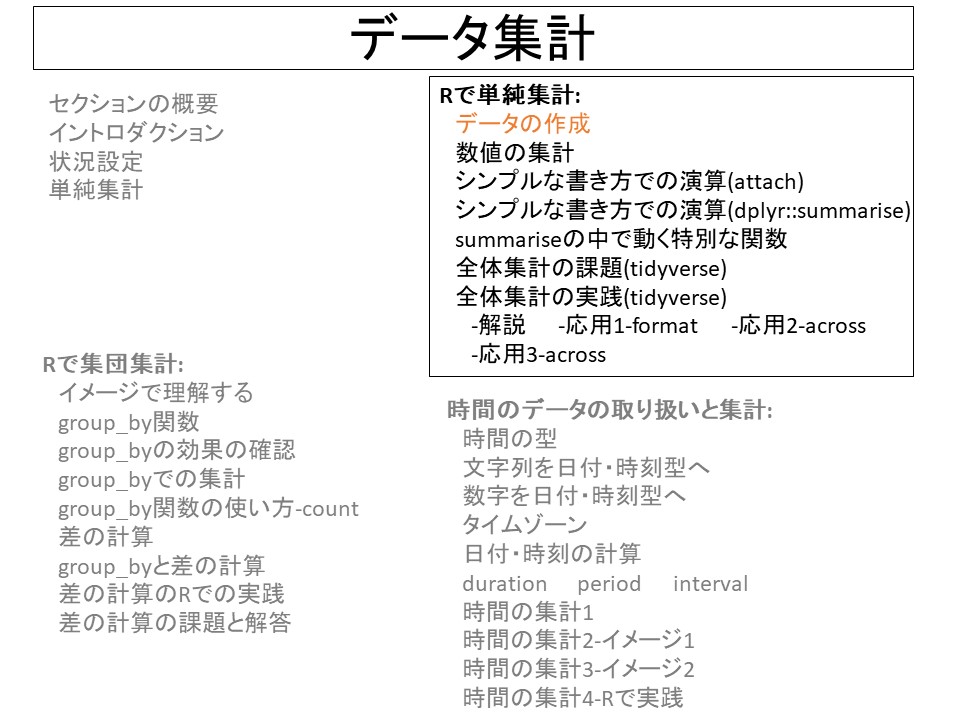 データ集計
セクションの概要
イントロダクション
状況設定
単純集計
Rで単純集計:
データの作成
数値の集計
シンプルな書き方での演算(attach)
シンプルな書き方での演算(dplyr::summarise)
summariseの中で動く特別な関数
全体集計の課題(tidyverse)
全体集計の実践(tidyverse)
-解説 -応用1-format -応用2-across
-応用3-across
Rで集団集計:
イメージで理解する
group_by関数
group_byの効果の確認
group_byでの集計
group_by関数の使い方-count
差の計算
group_byと差の計算
差の計算のRでの実践
差の計算の課題と解答
時間のデータの取り扱いと集計:
時間の型
文字列を日付・時刻型へ
数字を日付・時刻型へ
タイムゾーン
日付・時刻の計算
duration period interval
時間の集計1
時間の集計2-イメージ1
時間の集計3-イメージ2
時間の集計4-Rで実践